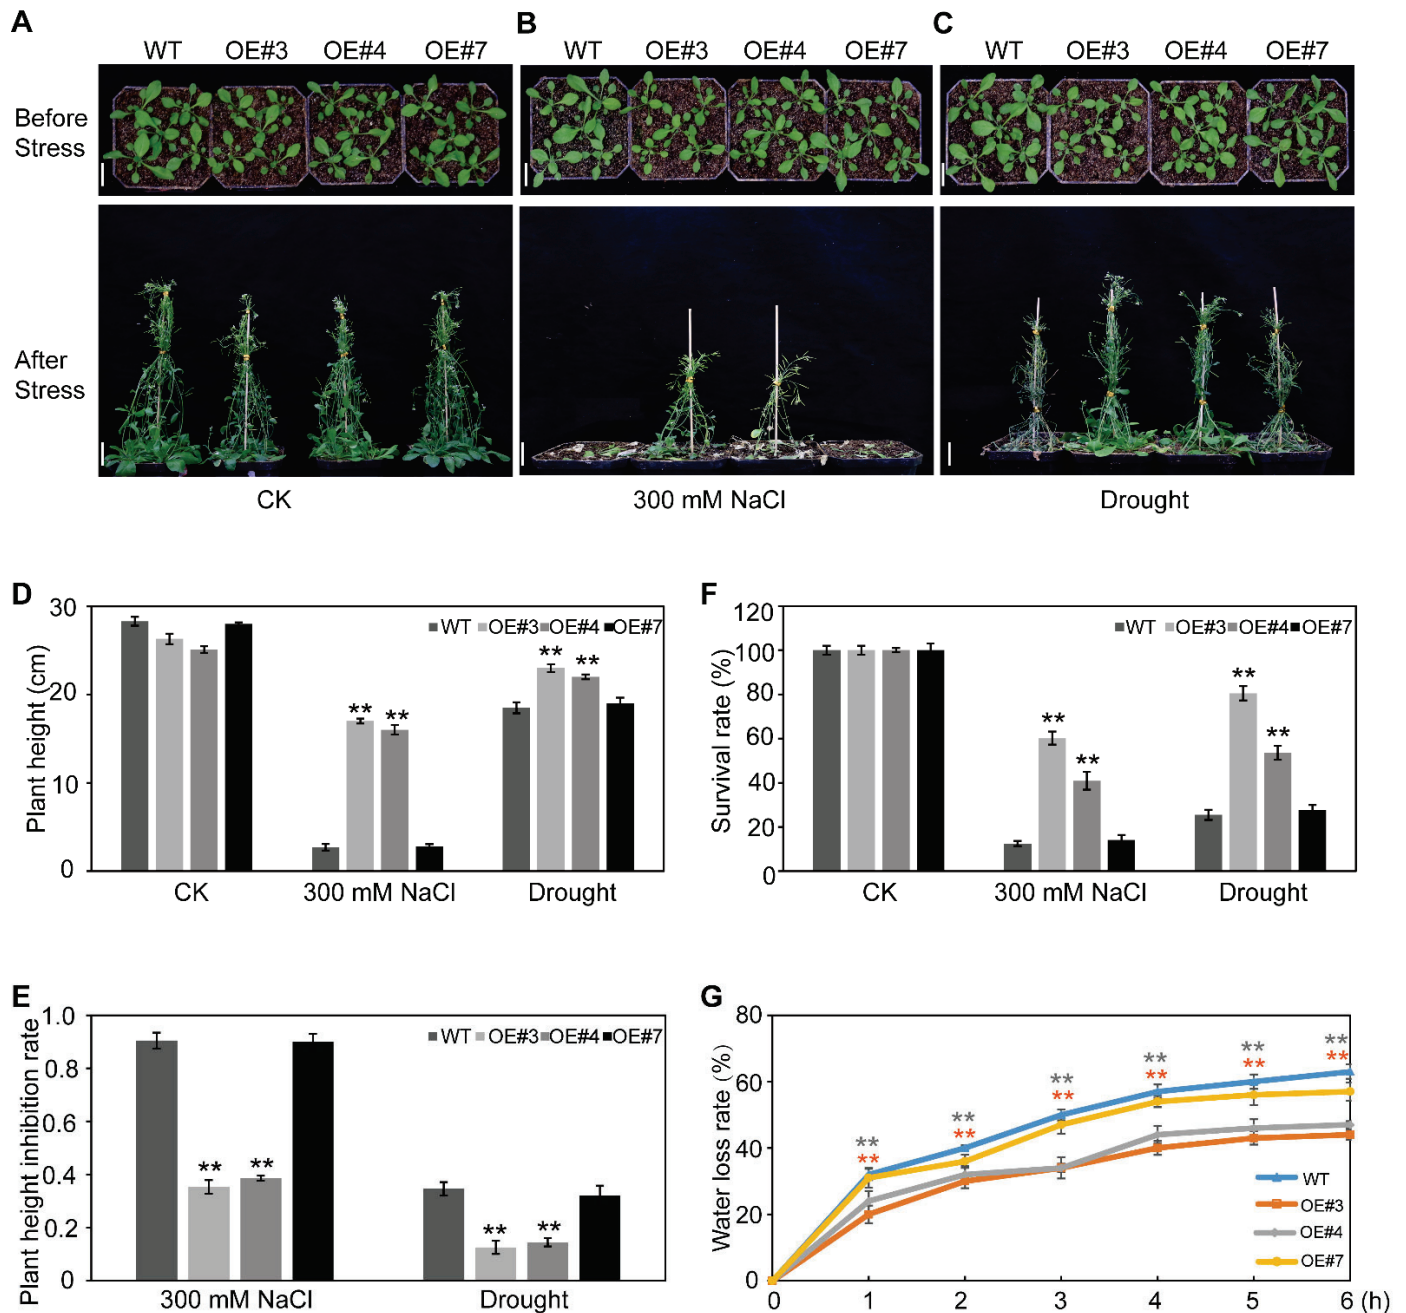 A
B
C
WT OE#3 OE#4 OE#7
WT OE#3 OE#4 OE#7
WT OE#3 OE#4 OE#7
Before
Stress
After
Stress
CK
300 mM NaCl
Drought
D
Plant height (cm)
30
20
10
0
WT OE#3 OE#4 OE#7
** **
** **
CK 300 mM NaCl Drought
F
Survival rate (%)
120
100
80
60
40
20
0
WT OE#3 OE#4 OE#7
** **
** **
CK 300 mM NaCl Drought
E
Plant height inhibition rate
1.0
0.8
0.6
0.4
0.2
0
WT OE#3 OE#4 OE#7
** **
** **
300 mM NaCl Drought
G
Water loss rate (%)
80
60
40
20
0
** ** ** ** ** **
** ** ** ** ** **
WT
OE#3
OE#4
OE#7
0 1 2 3 4 5 6 (h)